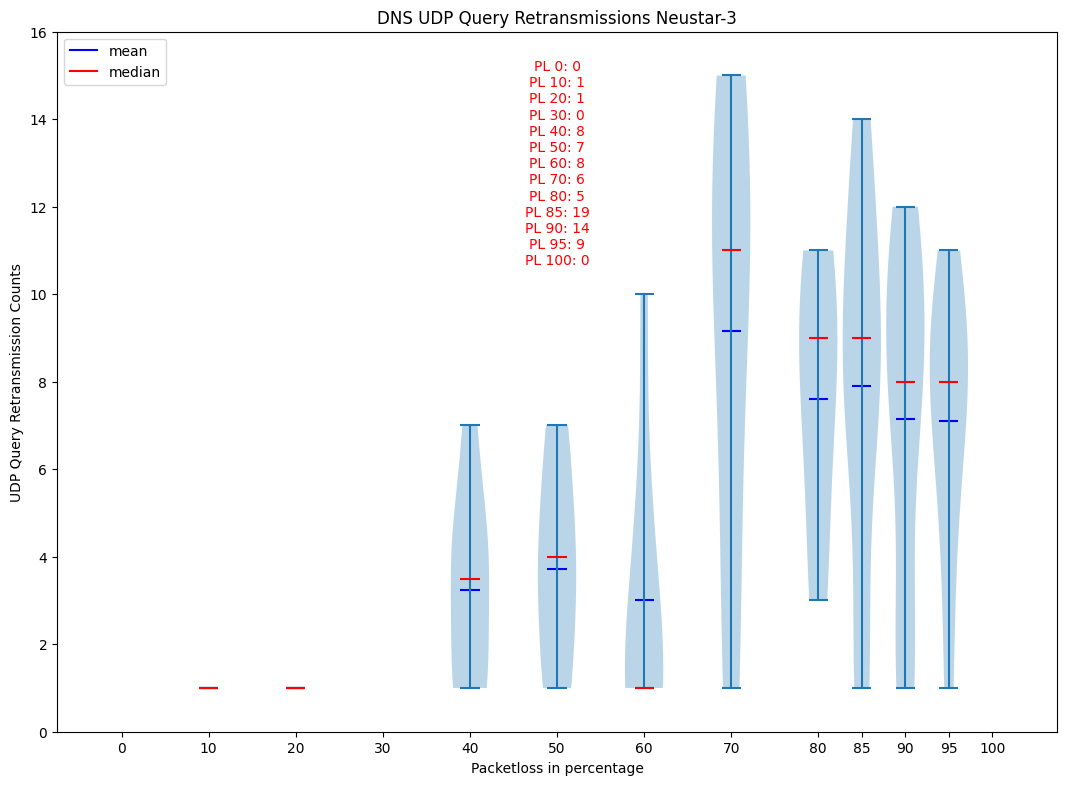 DNS UDP Query Retransmissions Neustar-3
mean
median
PL 0: 0
PL 10: 1
PL 20: 1
PL 30: 0
PL 40: 8
PL 50: 7
PL 60: 8
PL 70: 6
PL 80: 5
PL 85: 19
PL 90: 14
PL 95: 9
PL 100: 0
UDP Query Retransmission Counts
16
14
12
10
8
6
4
2
0
0 10 20 30 40 50 60 70 80 85 90 95 100
Packetloss in percentage